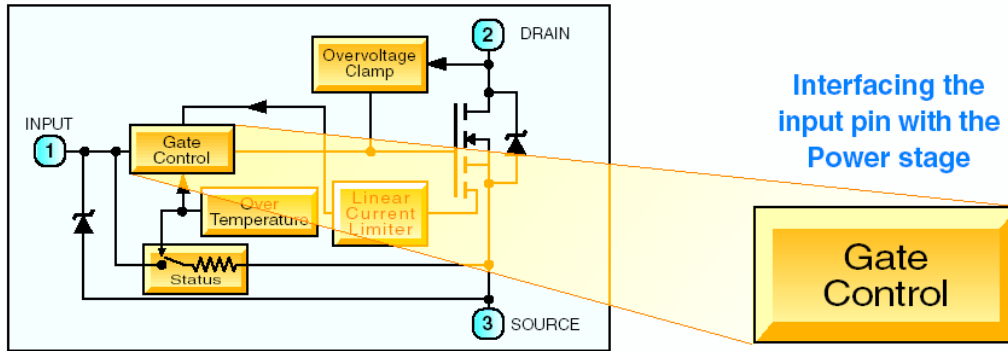 2
DRAIN
Overvoltage
Clamp
INPUT
1
Gate
Control
Over
Temperature
Linear
Current
Limiter
Status
3
SOURCE
Interfacing the
input pin with the
Power stage
Gate
Control